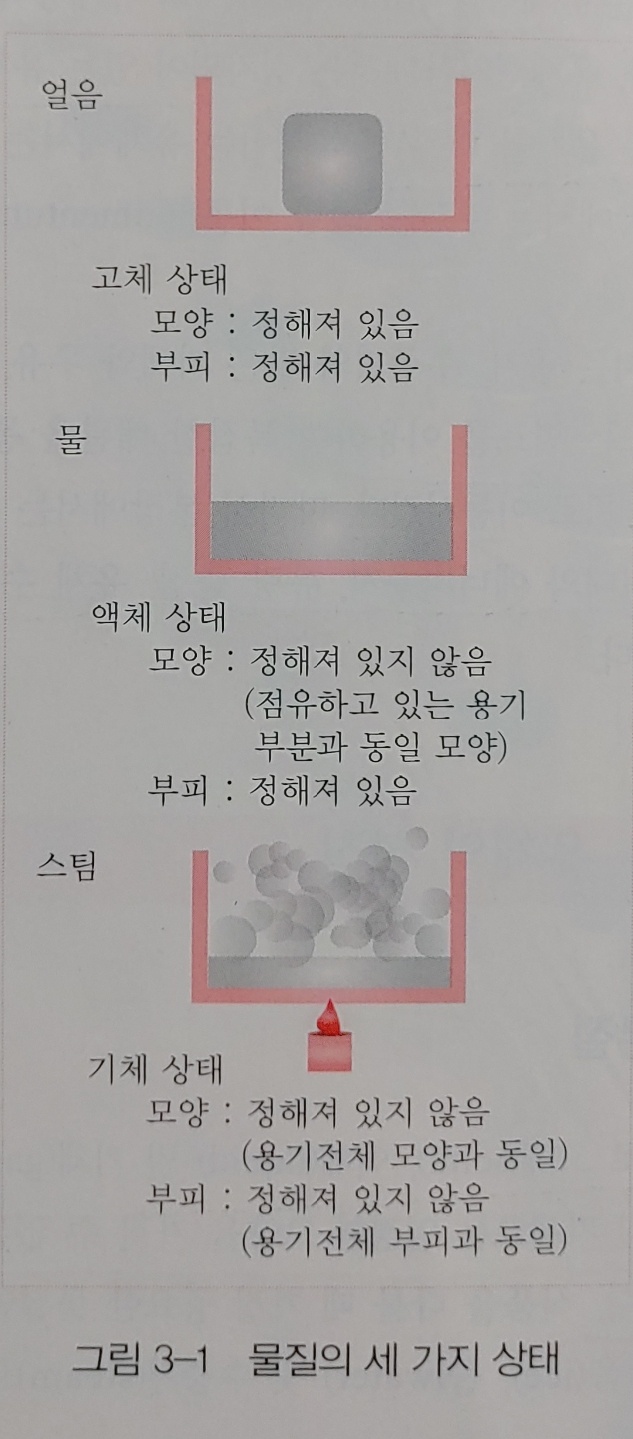 얼음
고체 상태
모양 : 정해져 있음
부피 : 정해져 있음
물
액체 상태
모양 : 정해져 있지 않음
(점유하고 있는 용기
부분과 동일 모양)
부피 : 정해져 있음
스팀
기체 상태
모양 : 정해져 있지 않음
(용기전체 모양과 동일)
부피 : 정해져 있지 않음
(용기전체 부피과 동일)
그림 3-1 물질의 세 가지 상태